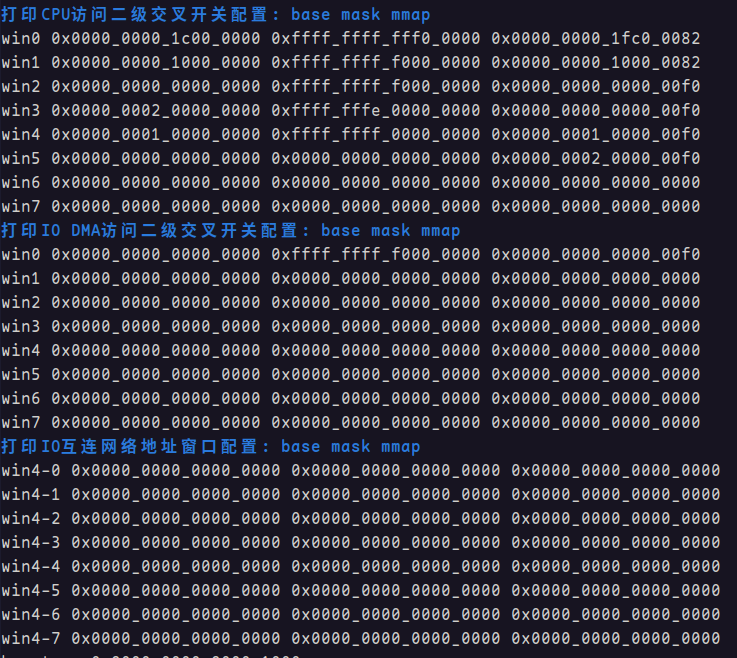 打印CPU访问二级交叉开关配置: base mask mmap
win0 0x0000_0000_1c00_0000 0xffff_ffff_fff0_0000 0x0000_0000_1fc0_0082
win1 0x0000_0000_1000_0000 0xffff_ffff_f000_0000 0x0000_0000_1000_0082
win2 0x0000_0000_0000_0000 0xffff_ffff_f000_0000 0x0000_0000_0000_00f0
win3 0x0000_0002_0000_0000 0xffff_fffe_0000_0000 0x0000_0000_0000_00f0
win4 0x0000_0001_0000_0000 0xffff_ffff_0000_0000 0x0000_0001_0000_00f0
win5 0x0000_0000_0000_0000 0x0000_0000_0000_0000 0x0000_0002_0000_00f0
win6 0x0000_0000_0000_0000 0x0000_0000_0000_0000 0x0000_0000_0000_0000
win7 0x0000_0000_0000_0000 0x0000_0000_0000_0000 0x0000_0000_0000_0000
打印IO DMA访问二级交叉开关配置: base mask mmap
win0 0x0000_0000_0000_0000 0xffff_ffff_f000_0000 0x0000_0000_0000_00f0
win1 0x0000_0000_0000_0000 0x0000_0000_0000_0000 0x0000_0000_0000_0000
win2 0x0000_0000_0000_0000 0x0000_0000_0000_0000 0x0000_0000_0000_0000
win3 0x0000_0000_0000_0000 0x0000_0000_0000_0000 0x0000_0000_0000_0000
win4 0x0000_0000_0000_0000 0x0000_0000_0000_0000 0x0000_0000_0000_0000
win5 0x0000_0000_0000_0000 0x0000_0000_0000_0000 0x0000_0000_0000_0000
win6 0x0000_0000_0000_0000 0x0000_0000_0000_0000 0x0000_0000_0000_0000
win7 0x0000_0000_0000_0000 0x0000_0000_0000_0000 0x0000_0000_0000_0000
打印IO互连网络地址窗口配置: base mask mmap
win4-0 0x0000_0000_0000_0000 0x0000_0000_0000_0000 0x0000_0000_0000_0000
win4-1 0x0000_0000_0000_0000 0x0000_0000_0000_0000 0x0000_0000_0000_0000
win4-2 0x0000_0000_0000_0000 0x0000_0000_0000_0000 0x0000_0000_0000_0000
win4-3 0x0000_0000_0000_0000 0x0000_0000_0000_0000 0x0000_0000_0000_0000
win4-4 0x0000_0000_0000_0000 0x0000_0000_0000_0000 0x0000_0000_0000_0000
win4-5 0x0000_0000_0000_0000 0x0000_0000_0000_0000 0x0000_0000_0000_0000
win4-6 0x0000_0000_0000_0000 0x0000_0000_0000_0000 0x0000_0000_0000_0000
win4-7 0x0000_0000_0000_0000 0x0000_0000_0000_0000 0x0000_0000_0000_0000